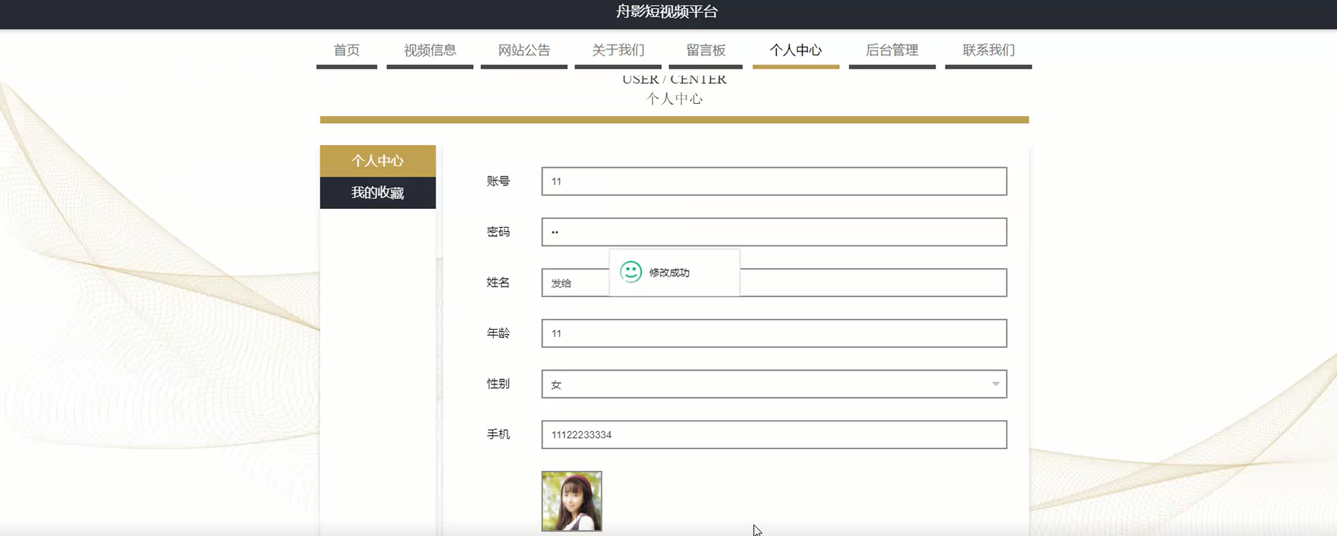 舟影短视频平台
首页 视频信息 网站公告 关于我们 留言板 个人中心 后台管理 联系我们
USER / CENTER
个人中心
个人中心
我的收藏
账号 11
密码 ••
修改成功
姓名 发给
年龄 11
性别 女
手机 11122233334